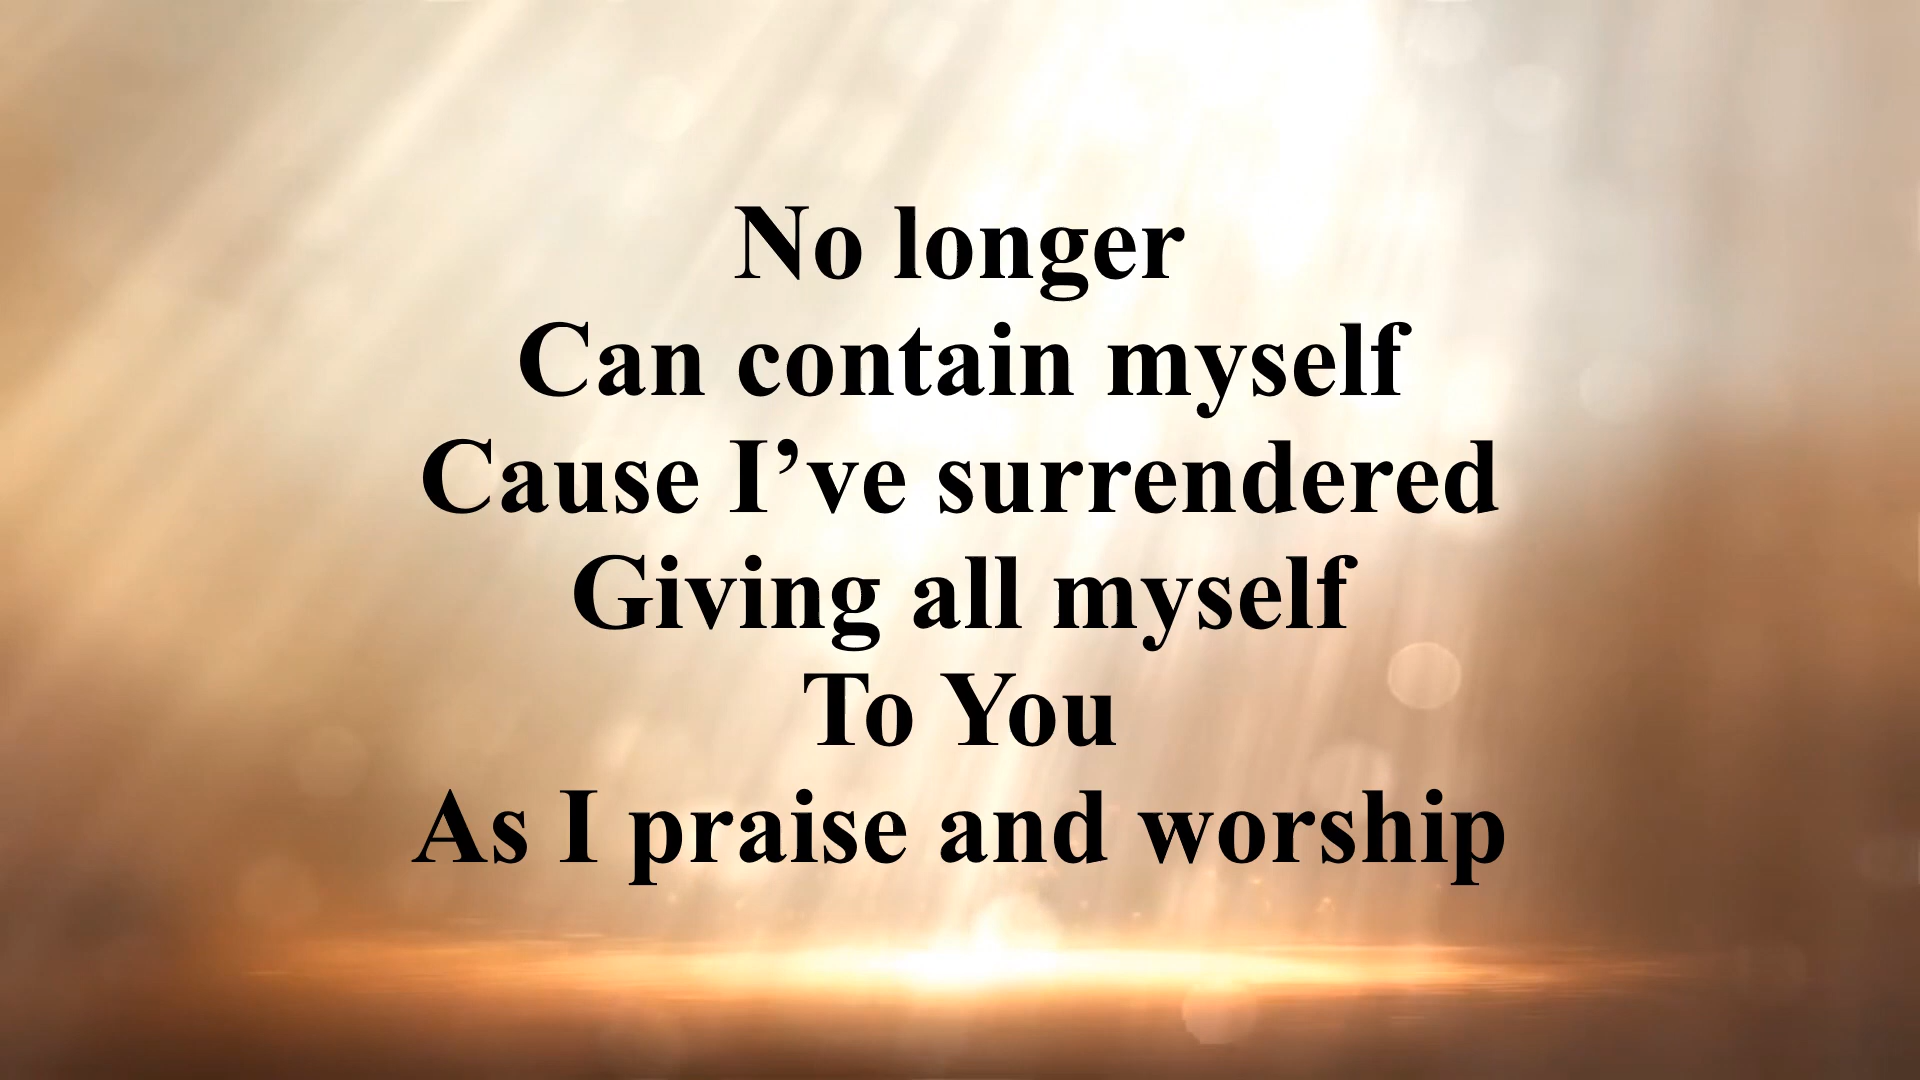 No longer
Can contain myself
Cause I’ve surrendered
Giving all myself
To You
As I praise and worship